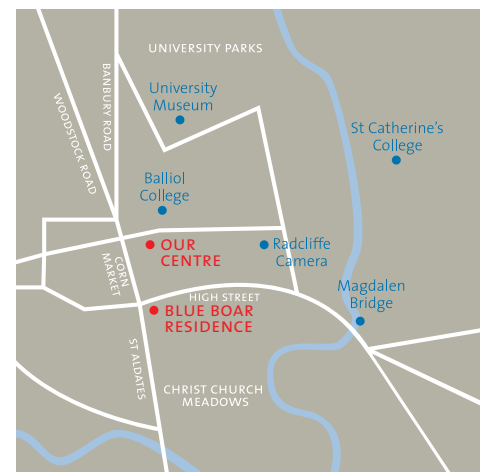 UNIVERSITY PARKS
BANBURY ROAD
WOODSTOCK ROAD
University
Museum
St Catherine's
College
Balliol
College
OUR
CENTRE
Radcliffe
Camera
CORN
MARKET
Magdalen
Bridge
HIGH STREET
BLUE BOAR
RESIDENCE
ST ALDATES
CHRIST CHURCH
MEADOWS